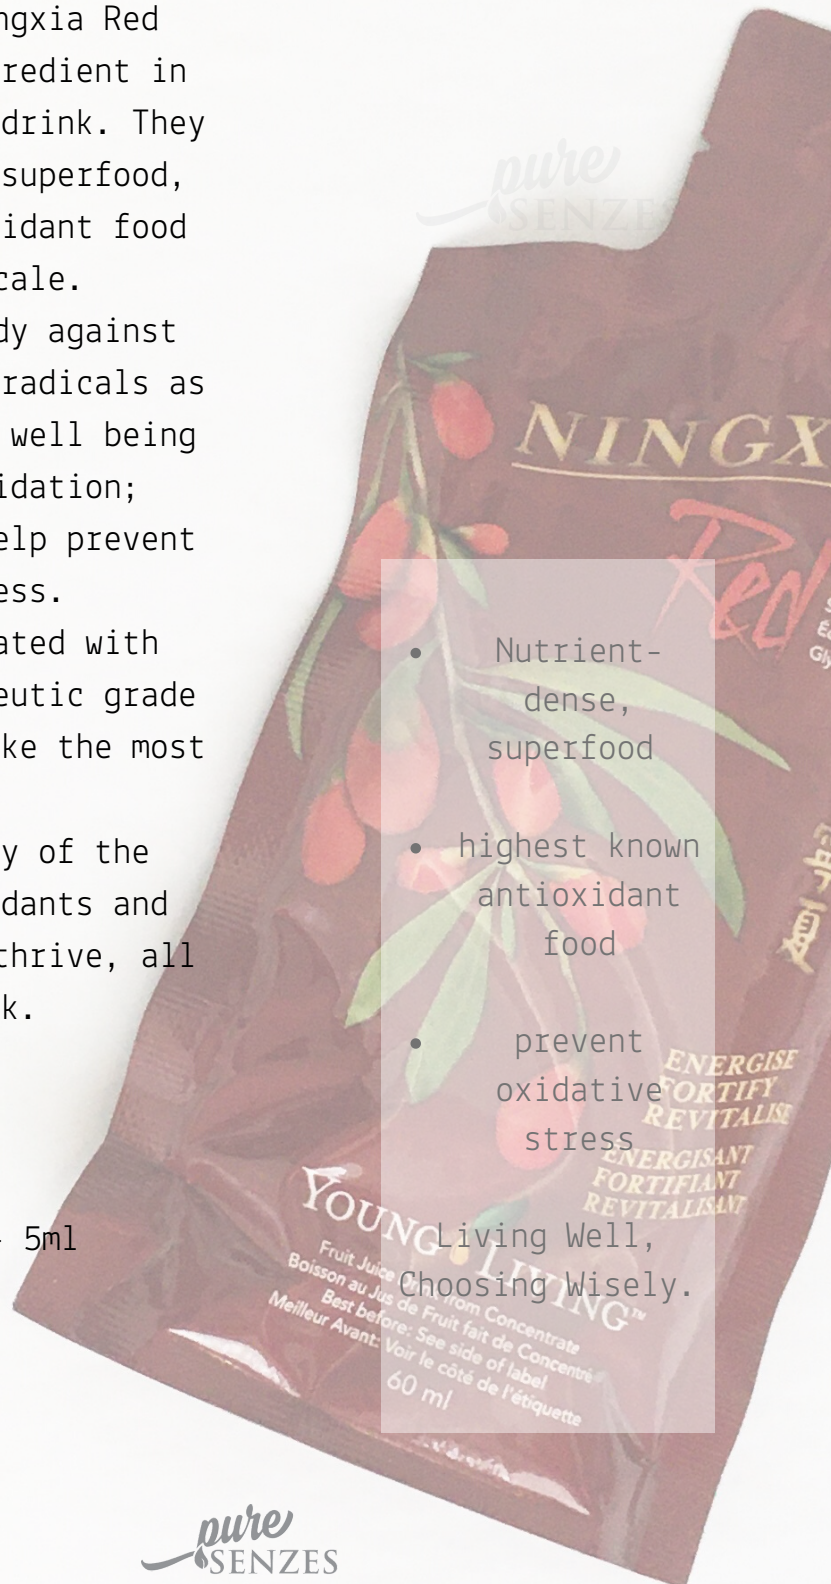 ngxia Red
redient in
drink. They
superfood,
idant food
cale.
dy against
radicals as
well being
idation;
elp prevent
ess.
ated with
eutic grade
ke the most
y of the
dants and
thrive, all
k.
5ml
pure
SENZES
NINGX
Red
Nutrient-
dense,
superfood
highest known
antioxidant
food
prevent
oxidative
stress
Living Well,
Choosing Wisely.
ENERGISE
FORTIFY
REVITALISE
ENERGISANT
FORTIFIANT
REVITALISANT
YOUNG LIVING™
Fruit Juice Drink from Concentrate
Boisson au Jus de Fruit fait de Concentré
Best before: See side of label
Meilleur Avant: Voir le côté de l'étiquette
60 ml
pure
SENZES